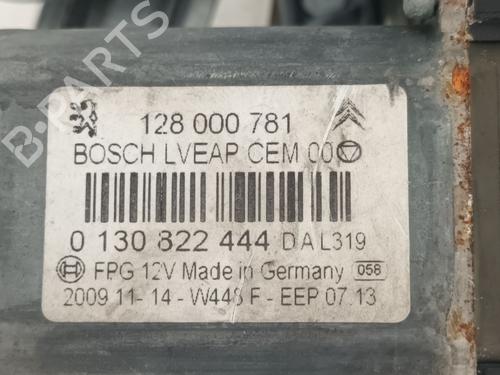 128 000 781
BOSCH LVEAP CEM 00
0 130 822 444 DAL319
FPG 12V Made in Germany 058
2009 11-14-W448 F-EEP 07.13
B-PARTS